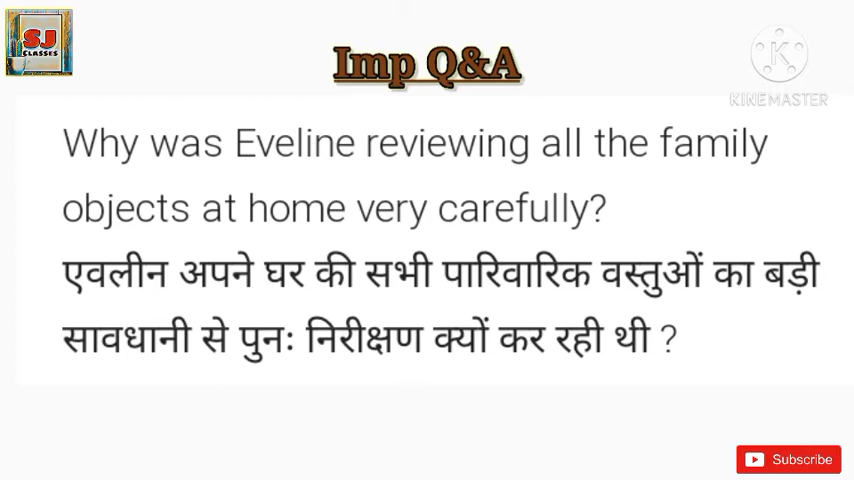 SJ
CLASSES
Imp Q&A
K
KINEMASTER
Why was Eveline reviewing all the family
objects at home very carefully?
एवलीन अपने घर की सभी पारिवारिक वस्तुओं का बड़ी
सावधानी से पुनः निरीक्षण क्यों कर रही थी ?
Subscribe